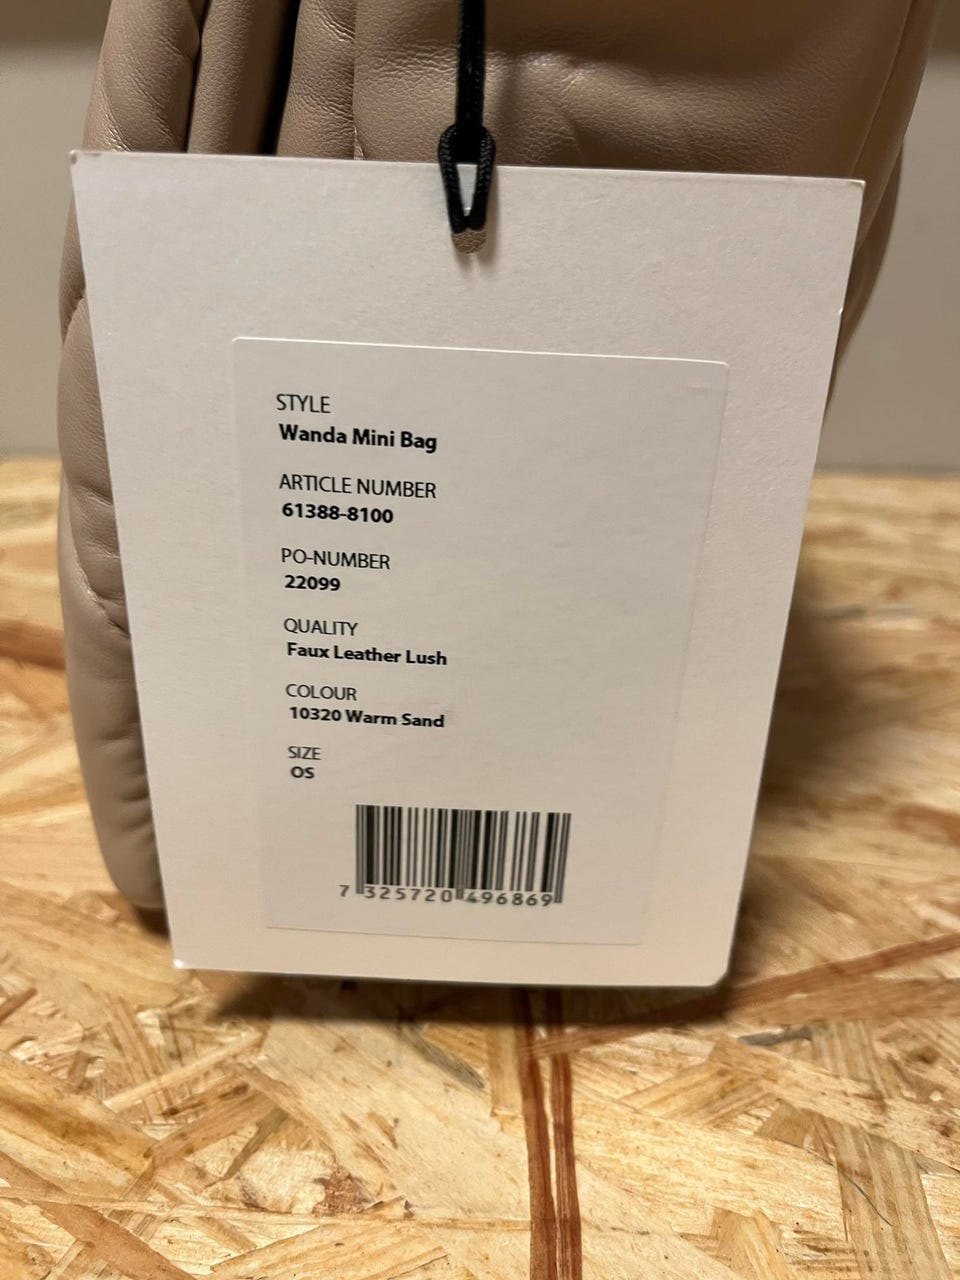 STYLE
Wanda Mini Bag
ARTICLE NUMBER
61388-8100
PO-NUMBER
22099
QUALITY
Faux Leather Lush
COLOUR
10320 Warm Sand
SIZE
OS
7 325720 496869